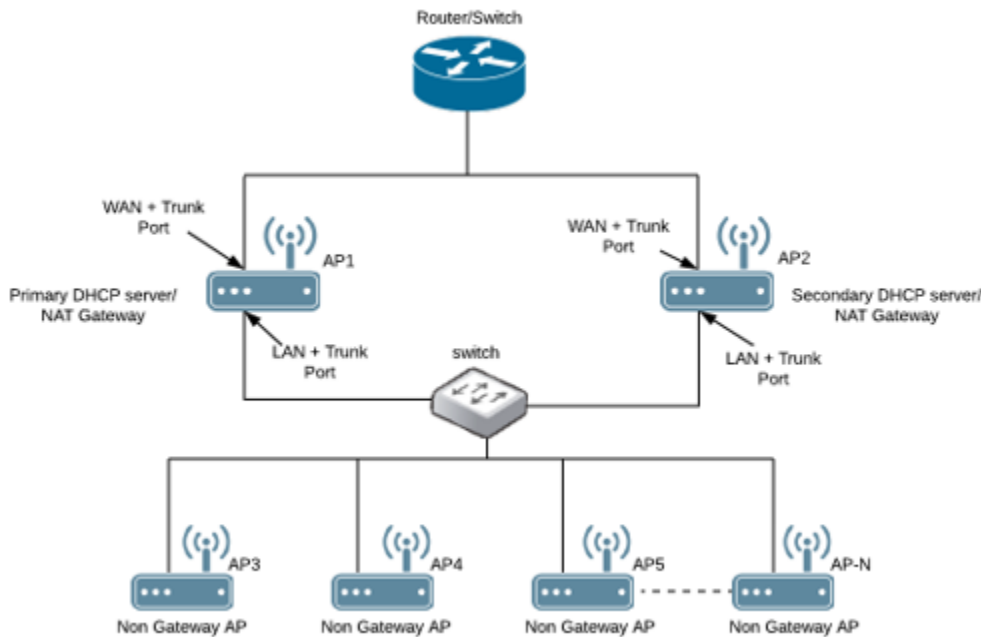 Router/Switch
WAN + Trunk
Port
AP1
WAN + Trunk
Port
AP2
Primary DHCP server/
NAT Gateway
Secondary DHCP server/
NAT Gateway
LAN + Trunk
Port
switch
LAN + Trunk
Port
AP3
AP4
AP5
AP-N
Non Gateway AP
Non Gateway AP
Non Gateway AP
Non Gateway AP